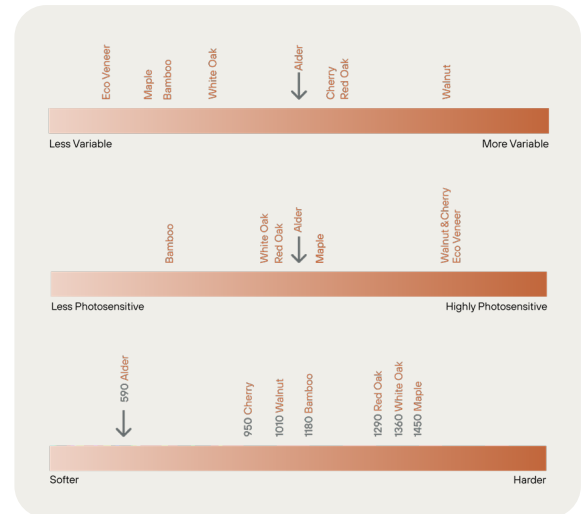 Eco Veneer
Maple
Bamboo
White Oak
Alder
Cherry
Red Oak
Walnut
Less Variable
More Variable
Bamboo
White Oak
Red Oak
Alder
Maple
Walnut & Cherry
Eco Veneer
Less Photosensitive
Highly Photosensitive
590 Alder
950 Cherry
1010 Walnut
1180 Bamboo
1290 Red Oak
1360 White Oak
1450 Maple
Softer
Harder